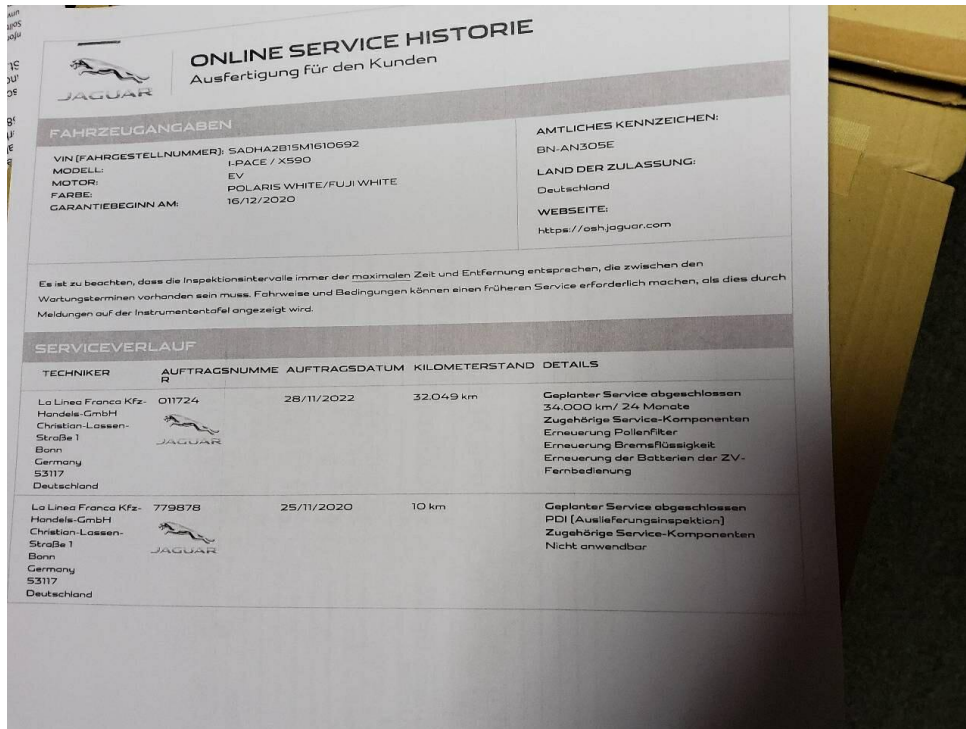 ONLINE SERVICE HISTORIE
Ausfertigung für den Kunden
JAGUAR
FAHRZEUGANGABEN
VIN (FAHRGESTELLNUMMER): SADHA2B15M1610692
MODELL: I-PACE / X590
MOTOR: EV
FARBE: POLARIS WHITE/FUJI WHITE
GARANTIEBEGINN AM: 16/12/2020
AMTLICHES KENNZEICHEN:
BN-AN305E
LAND DER ZULASSUNG:
Deutschland
WEBSEITE:
https://osh.jaguar.com
Es ist zu beachten, dass die Inspektionsintervalle immer der maximalen Zeit und Entfernung entsprechen, die zwischen den
Wartungsterminen vorhanden sein muss. Fahrweise und Bedingungen können einen früheren Service erforderlich machen, als dies durch
Meldungen auf der Instrumententafel angezeigt wird.
SERVICEVERLAUF
TECHNIKER AUFTRAGSNUMME AUFTRAGSDATUM KILOMETERSTAND DETAILS
R
La Linea Franca Kfz- 011724 28/11/2022 32.049 km Geplanter Service abgeschlossen
Handels-GmbH 34.000 km/ 24 Monate
Christian-Lassen- Zugehörige Service-Komponenten
Straße 1 JAGUAR Erneuerung Pollenfilter
Bonn Erneuerung Bremsflüssigkeit
Germany Erneuerung der Batterien der ZV-
53117 Fernbedienung
Deutschland
La Linea Franca Kfz- 779878 25/11/2020 10 km Geplanter Service abgeschlossen
Handels-GmbH PDI (Auslieferungsinspektion)
Christian-Lassen- Zugehörige Service-Komponenten
Straße 1 JAGUAR Nicht anwendbar
Bonn
Germany
53117
Deutschland